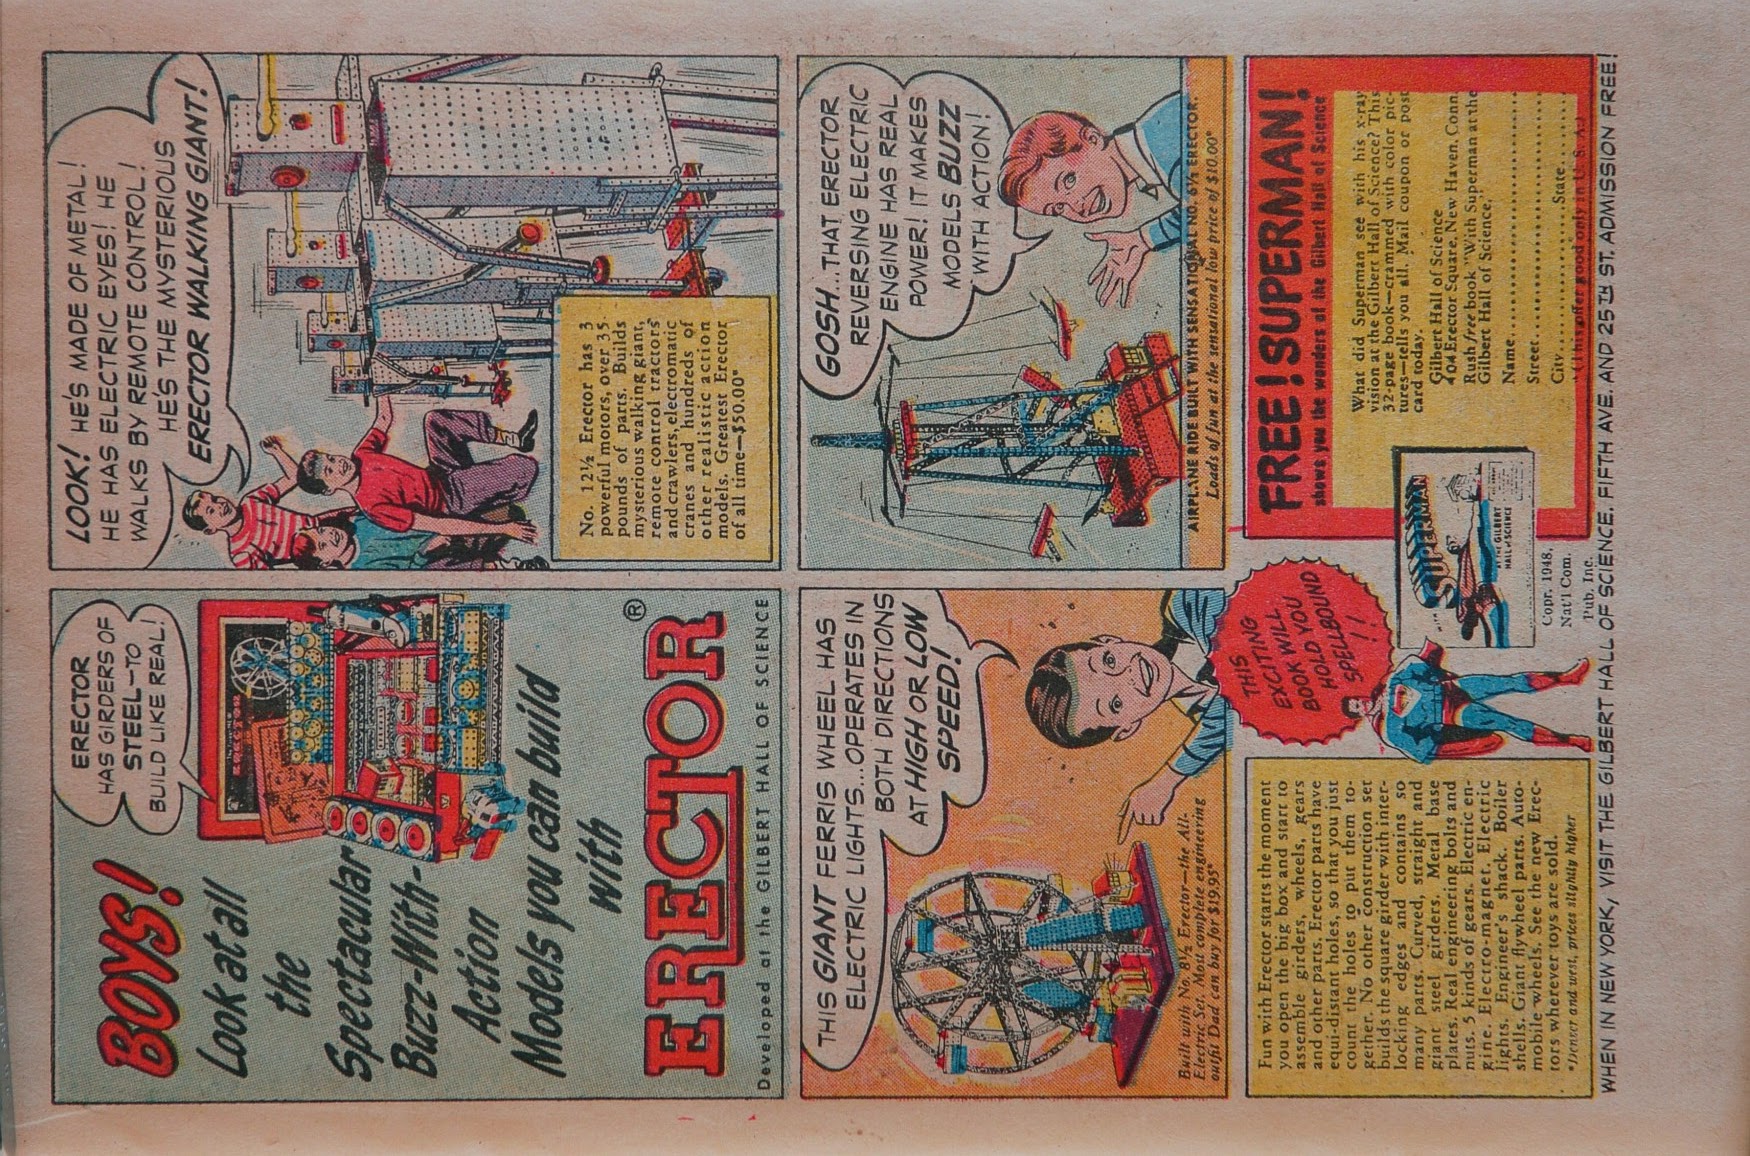 BOYS!
Look at all
the
Spectacular
Buzz-With-
Action
Models you can build
with
ERECTOR®
Developed at the GILBERT HALL OF SCIENCE
ERECTOR
HAS GIRDERS OF
STEEL-TO
BUILD LIKE REAL!
ERECTOR
LOOK! HE'S MADE OF METAL!
HE HAS ELECTRIC EYES! HE
WALKS BY REMOTE CONTROL!
HE'S THE MYSTERIOUS
ERECTOR WALKING GIANT!
No. 12½ Erector has 3
powerful motors, over 35
pounds of parts. Builds
mysterious walking giant,
remote control tractors
and crawlers, electromatic
cranes and hundreds of
other realistic action
models. Greatest Erector
of all time—$50.00*
THIS GIANT FERRIS WHEEL HAS
ELECTRIC LIGHTS...OPERATES IN
BOTH DIRECTIONS
AT HIGH OR LOW
SPEED!
Built with No. 8½ Erector—the All-
Electric Set. Most complete engineering
outfit Dad can buy for $19.95*
GOSH...THAT ERECTOR
REVERSING ELECTRIC
ENGINE HAS REAL
POWER! IT MAKES
MODELS BUZZ
WITH ACTION!
AIRPLANE RIDE BUILT WITH SENSATIONAL NO. 6½ ERECTOR.
Loads of fun at the sensational low price of $10.00*
Fun with Erector starts the moment
you open the big box and start to
assemble girders, wheels, gears
and other parts. Erector parts have
equi-distant holes, so that you just
count the holes to put them to-
gether. No other construction set
builds the square girder with inter-
locking edges and contains so
many parts. Curved, straight and
giant steel girders. Metal base
plates. Real engineering bolts and
nuts. 5 kinds of gears. Electric en-
gine. Electro-magnet. Electric
lights. Engineer's shack. Boiler
shells. Giant flywheel parts. Auto-
mobile wheels. See the new Erec-
tors wherever toys are sold.
*Denver and west, prices slightly higher
THIS
EXCITING
BOOK WILL
HOLD YOU
SPELLBOUND
!!
SUPERMAN
AT THE GILBERT
HALL of SCIENCE
Copr. 1948,
Nat'l Com.
Pub. Inc.
FREE! SUPERMAN!
shows you the wonders at the Gilbert Hall of Science
What did Superman see with his x-ray
vision at the Gilbert Hall of Science? This
32-page book—crammed with color pic-
tures—tells you all. Mail coupon or post
card today.
Gilbert Hall of Science
404 Erector Square, New Haven, Conn.
Rush free book "With Superman at the
Gilbert Hall of Science."
Name
Street
City State
(This offer good only in U. S. A.)
WHEN IN NEW YORK, VISIT THE GILBERT HALL OF SCIENCE, FIFTH AVE. AND 25TH ST. ADMISSION FREE!